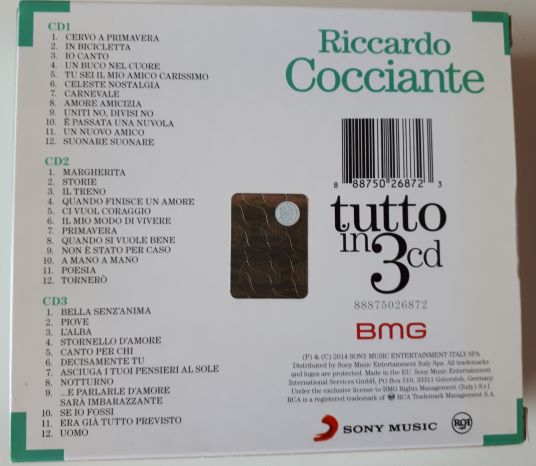 CD1
1. CERVO A PRIMAVERA
2. IN BICICLETTA
3. IO CANTO
4. UN BUCO NEL CUORE
5. TU SEI IL MIO AMICO CARISSIMO
6. CELESTE NOSTALGIA
7. CARNEVALE
8. AMORE AMICIZIA
9. UNITI NO, DIVISI NO
10. È PASSATA UNA NUVOLA
11. UN NUOVO AMICO
12. SUONARE SUONARE
CD2
1. MARGHERITA
2. STORIE
3. IL TRENO
4. QUANDO FINISCE UN AMORE
5. CI VUOL CORAGGIO
6. IL MIO MODO DI VIVERE
7. PRIMAVERA
8. QUANDO SI VUOLE BENE
9. NON È STATO PER CASO
10. A MANO A MANO
11. POESIA
12. TORNERÒ
CD3
1. BELLA SENZ'ANIMA
2. PIOVE
3. L'ALBA
4. STORNELLO D'AMORE
5. CANTO PER CHI
6. DECISAMENTE TU
7. ASCIUGA I TUOI PENSIERI AL SOLE
8. NOTTURNO
9. ...E PARLARLE D'AMORE
SARÀ IMBARAZZANTE
10. SE IO FOSSI
11. ERA GIÀ TUTTO PREVISTO
12. UOMO
Riccardo
Cocciante
8 88750 26872 3
tutto
in
3cd
88875026872
BMG
(P) & (C) 2014 SONY MUSIC ENTERTAINMENT ITALY SPA
Distributed by Sony Music Entertainment Italy Spa. All trademarks
and logos are protected. Made in the EU. Sony Music Entertainment
International Services GmbH, PO Box 510, 33311 Gütersloh, Germany
Under the exclusive license to BMG Rights Management (Italy) S.r.l.
RCA is a registered trademark of RCA Trademark Management S.A.
SONY MUSIC
RCA